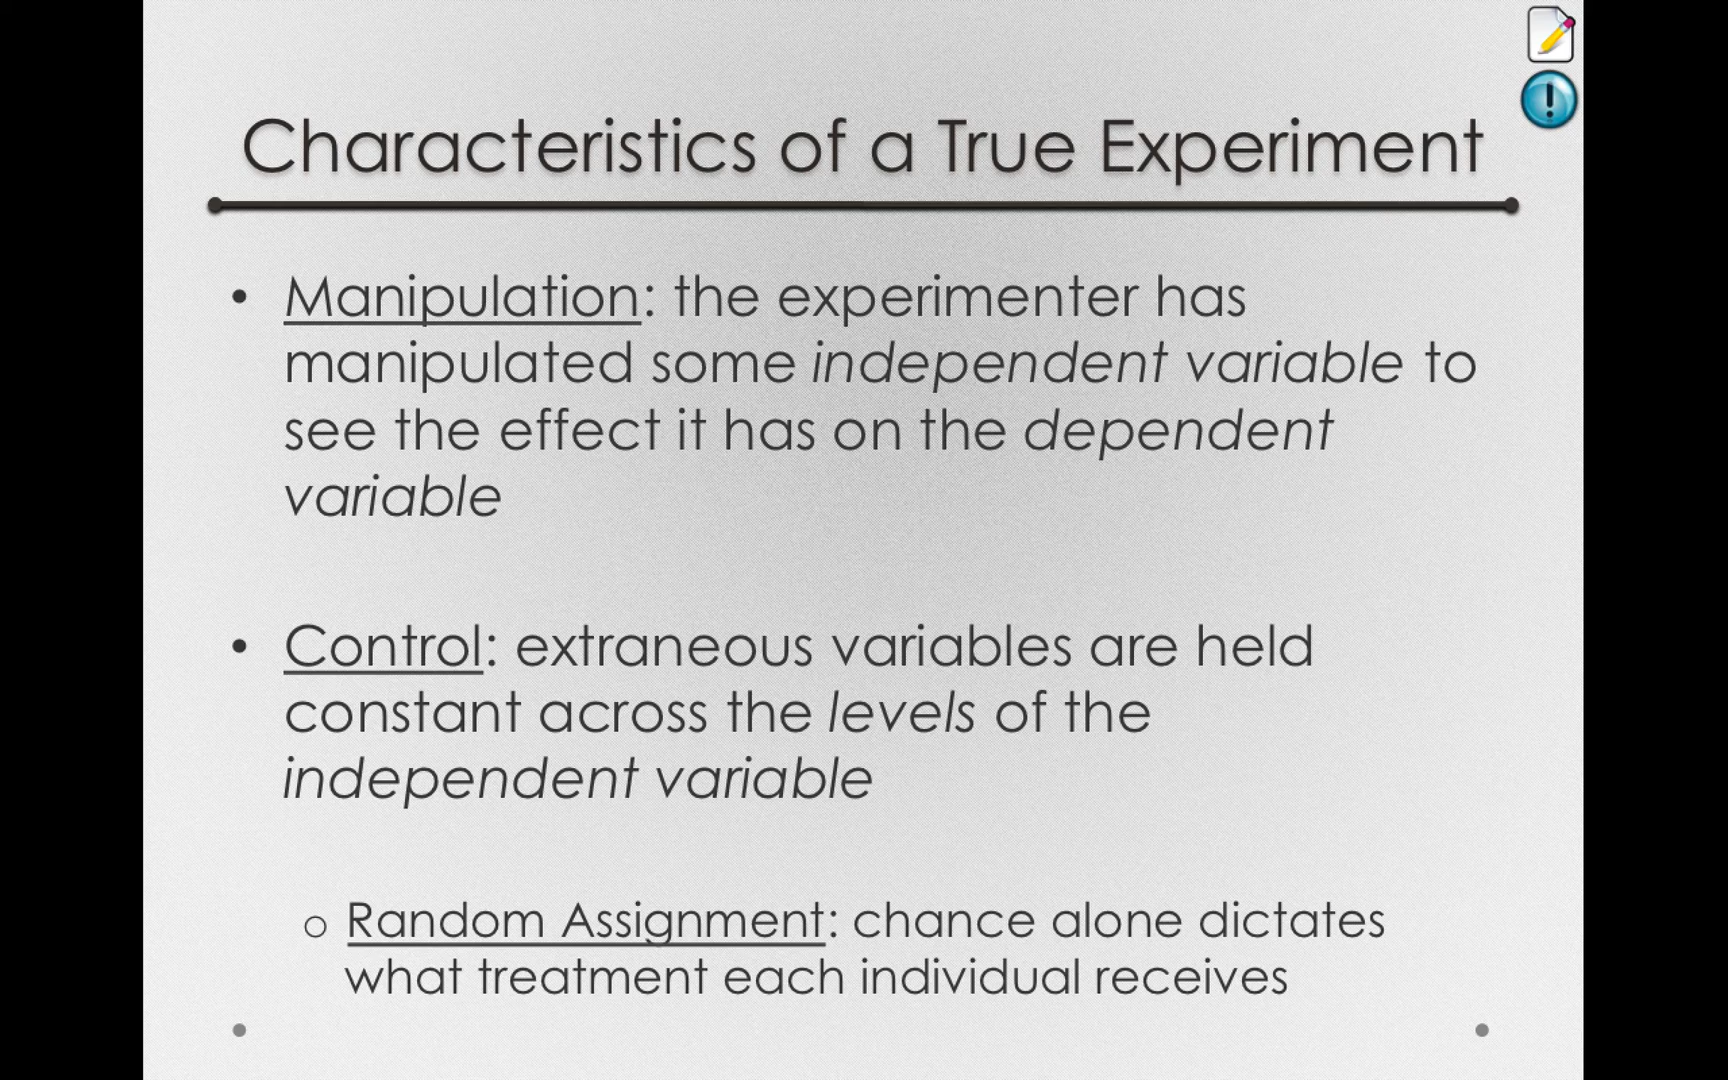 Characteristics of a True Experiment
• Manipulation: the experimenter has
manipulated some independent variable to
see the effect it has on the dependent
variable
• Control: extraneous variables are held
constant across the levels of the
independent variable
o Random Assignment: chance alone dictates
what treatment each individual receives